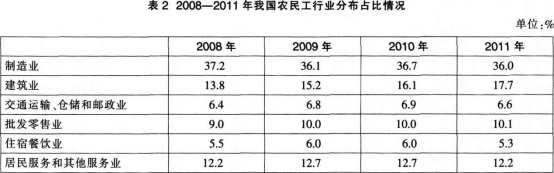 表 2 2008—2011 年我国农民工行业分布占比情况
单位:%
2008 年 2009 年 2010 年 2011 年
制造业 37.2 36.1 36.7 36.0
建筑业 13.8 15.2 16.1 17.7
交通运输、仓储和邮政业 6.4 6.8 6.9 6.6
批发零售业 9.0 10.0 10.0 10.1
住宿餐饮业 5.5 6.0 6.0 5.3
居民服务和其他服务业 12.2 12.7 12.7 12.2